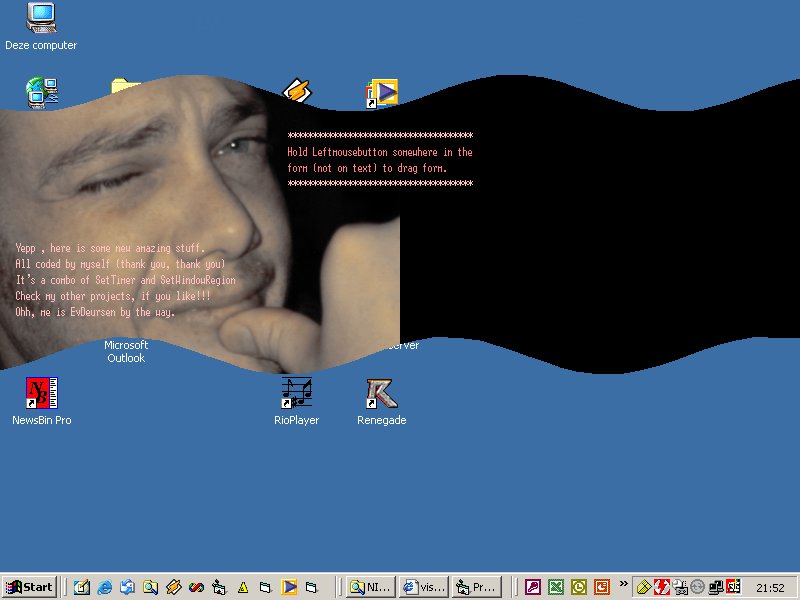 Deze computer
*************************************
Hold Leftmousebutton somewhere in the
form (not on text) to drag form.
*************************************
Yepp , here is some new amazing stuff.
All coded by myself (thank you, thank you)
It's a combo of SetTimer and SetWindowRegion
Check my other projects, if you like!!!
Ohh, me is EvDeursen by the way.
Microsoft
Outlook
NewsBin Pro
RioPlayer
Renegade
Start
NI...
vis...
Pr...
21:52